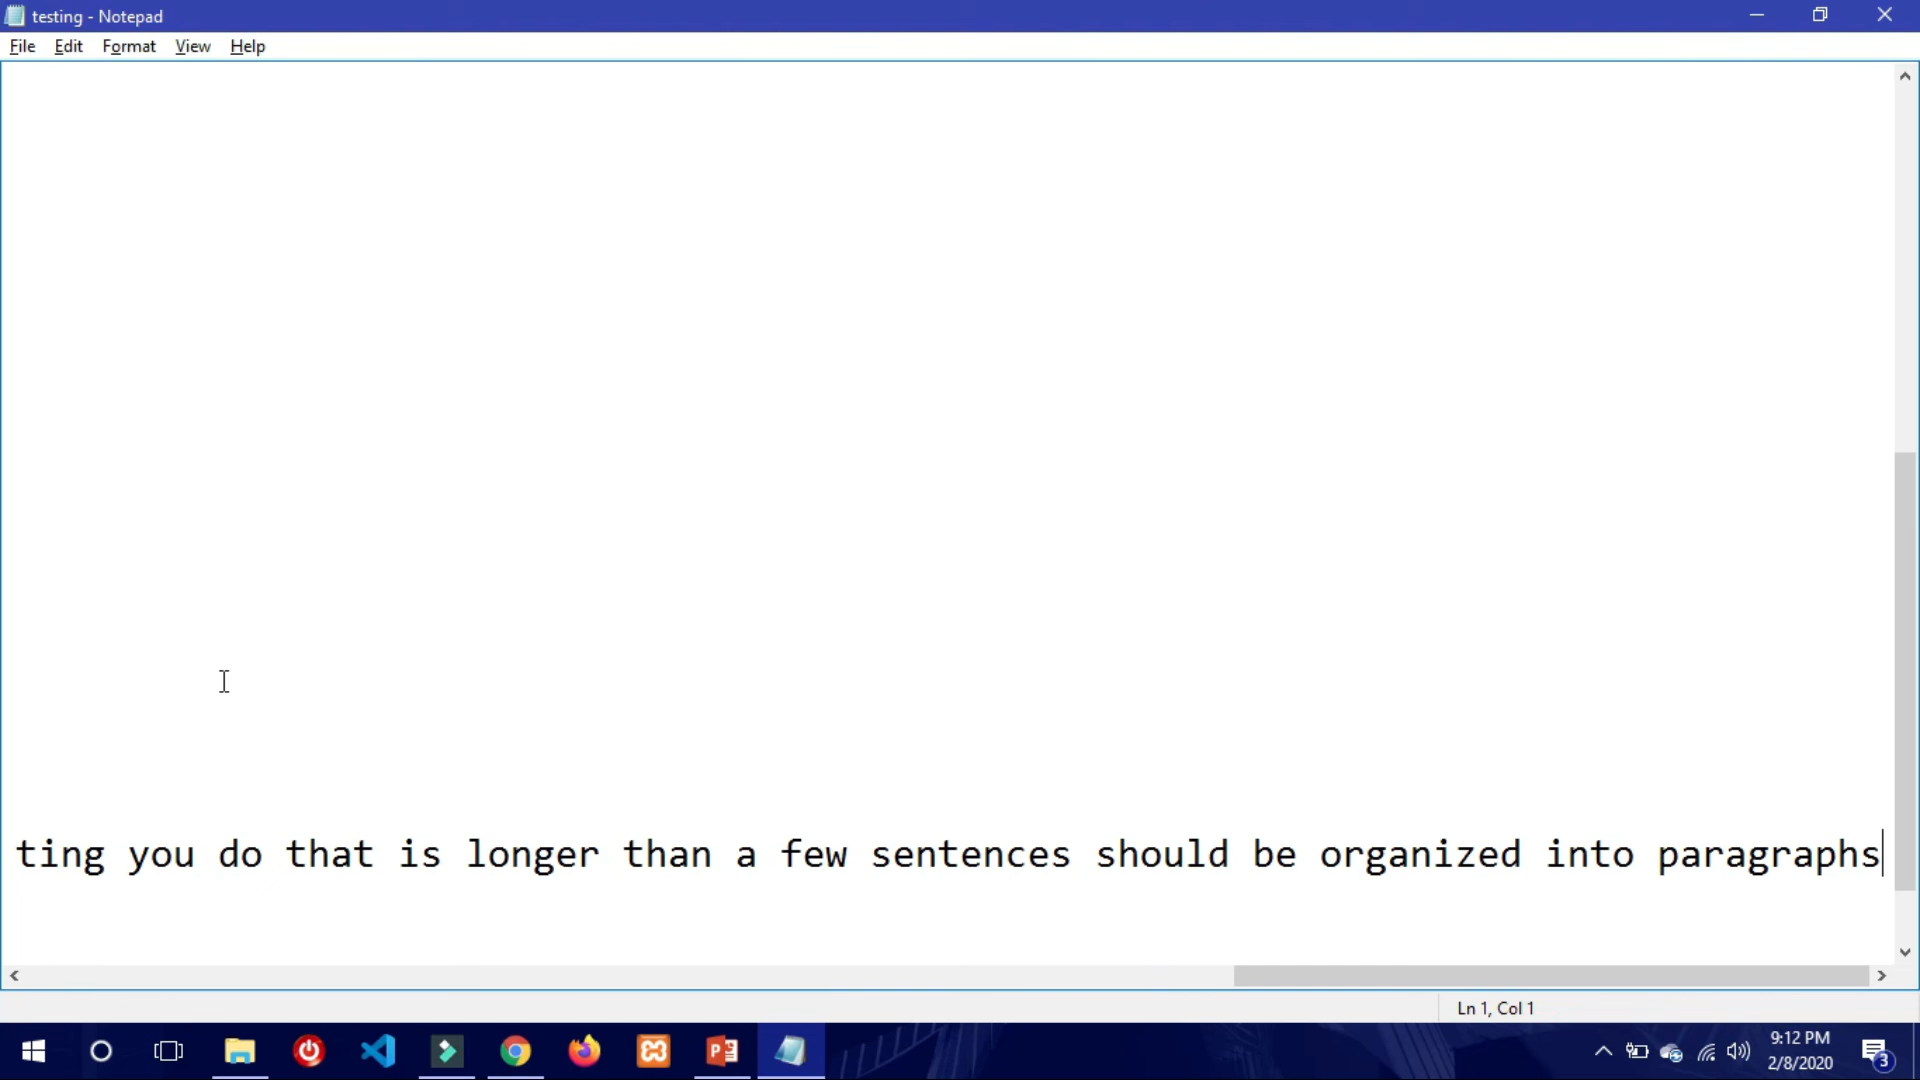 testing - Notepad
File Edit Format View Help
ting you do that is longer than a few sentences should be organized into paragraphs
Ln 1, Col 1
9:12 PM
2/8/2020
3